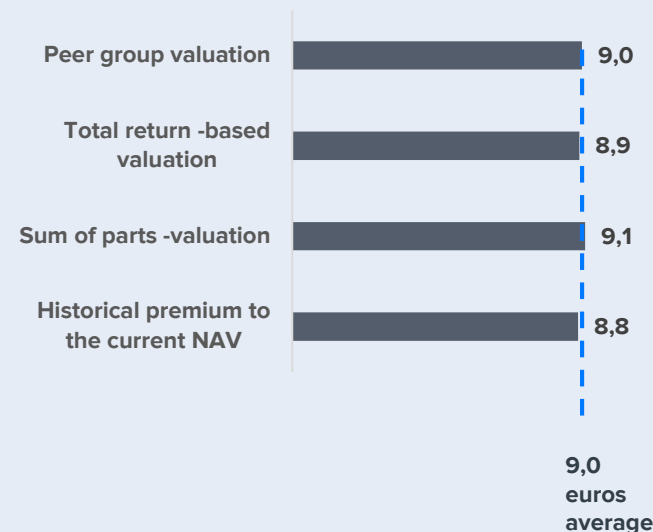 Peer group valuation
9,0
Total return -based
valuation
8,9
Sum of parts -valuation
9,1
Historical premium to
the current NAV
8,8
9,0
euros
average